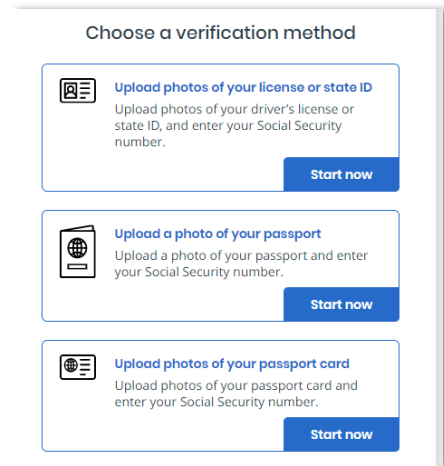 Choose a verification method
Upload photos of your license or state ID
Upload photos of your driver's license or
state ID, and enter your Social Security
number.
Start now
Upload a photo of your passport
Upload a photo of your passport and enter
your Social Security number.
Start now
Upload photos of your passport card
Upload photos of your passport card and
enter your Social Security number.
Start now